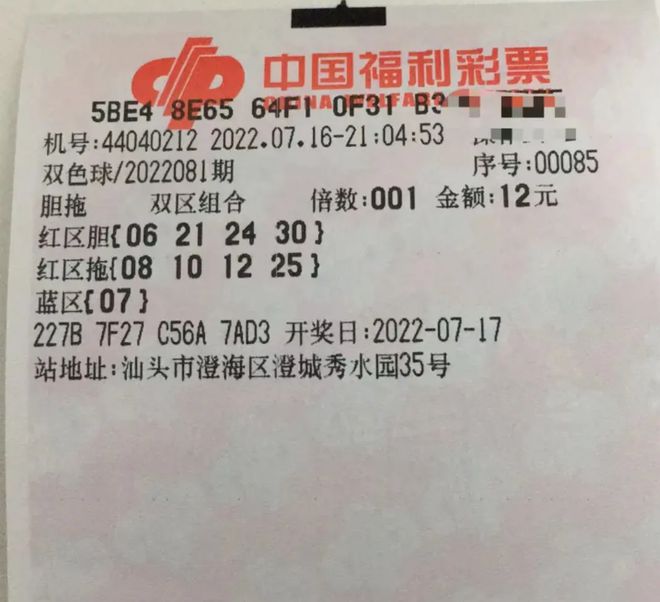 中国福利彩票
CHINA WELFARE
5BE4 8E65 64F1 0F31 B3
机号:44040212 2022.07.16-21:04:53
双色球/2022081期 序号:00085
胆拖 双区组合 倍数:001 金额:12元
红区胆{06 21 24 30}
红区拖{08 10 12 25}
蓝区{07}
227B 7F27 C56A 7AD3 开奖日:2022-07-17
站地址:汕头市澄海区澄城秀水园35号